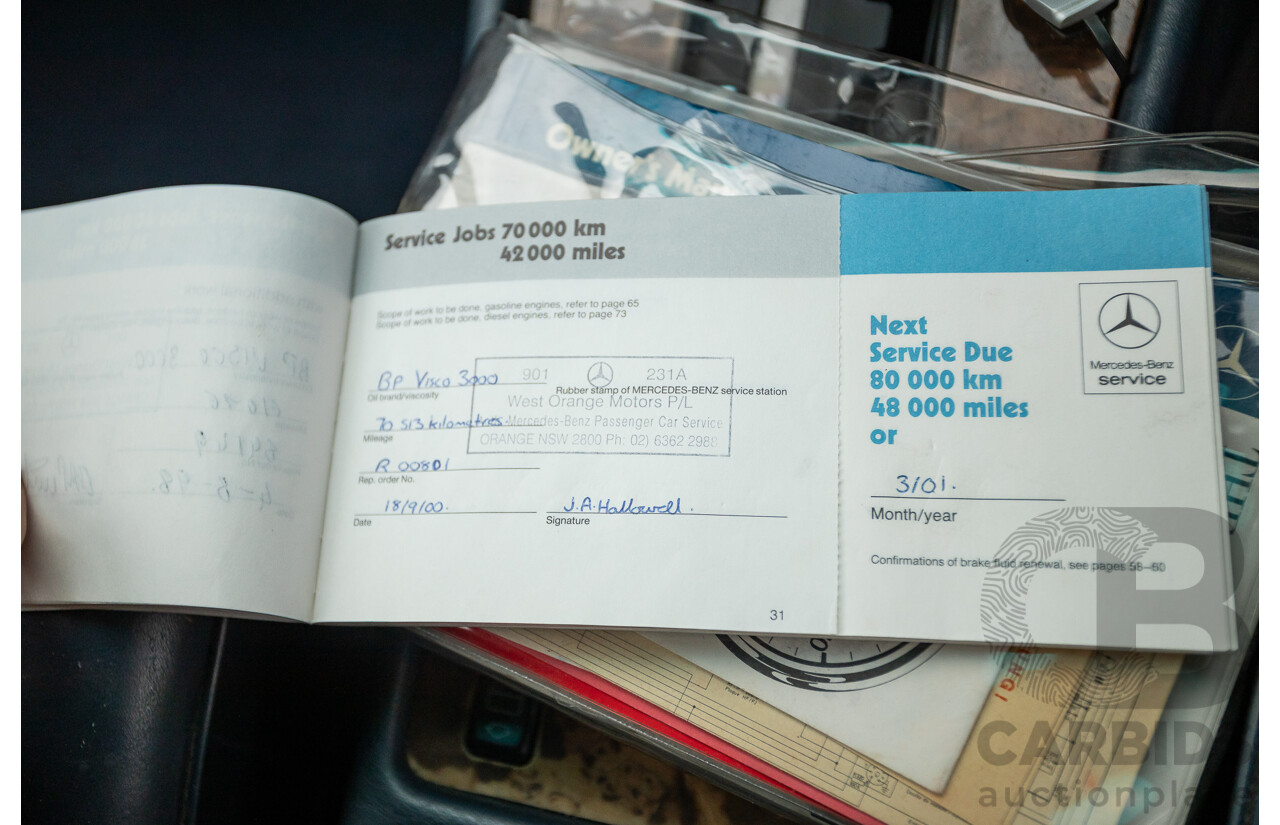 Owner's Ma
Service Jobs 70 000 km
42 000 miles
Scope of work to be done, gasoline engines, refer to page 65
Scope of work to be done, diesel engines, refer to page 73
BP Visco 3000
Oil brand/viscosity
901 231A
Rubber stamp of MERCEDES-BENZ service station
West Orange Motors P/L
70 513 kilometres
Mercedes-Benz Passenger Car Service
Mileage
ORANGE NSW 2800 Ph: 02) 6362 2988
R 00801
Rep. order No.
18/9/00.
Date
J.A.Hallowell.
Signature
31
Next
Service Due
80 000 km
48 000 miles
or
Mercedes-Benz
service
3/01.
Month/year
Confirmations of brake fluid renewal, see pages 58–60
CARBID
auctionpla